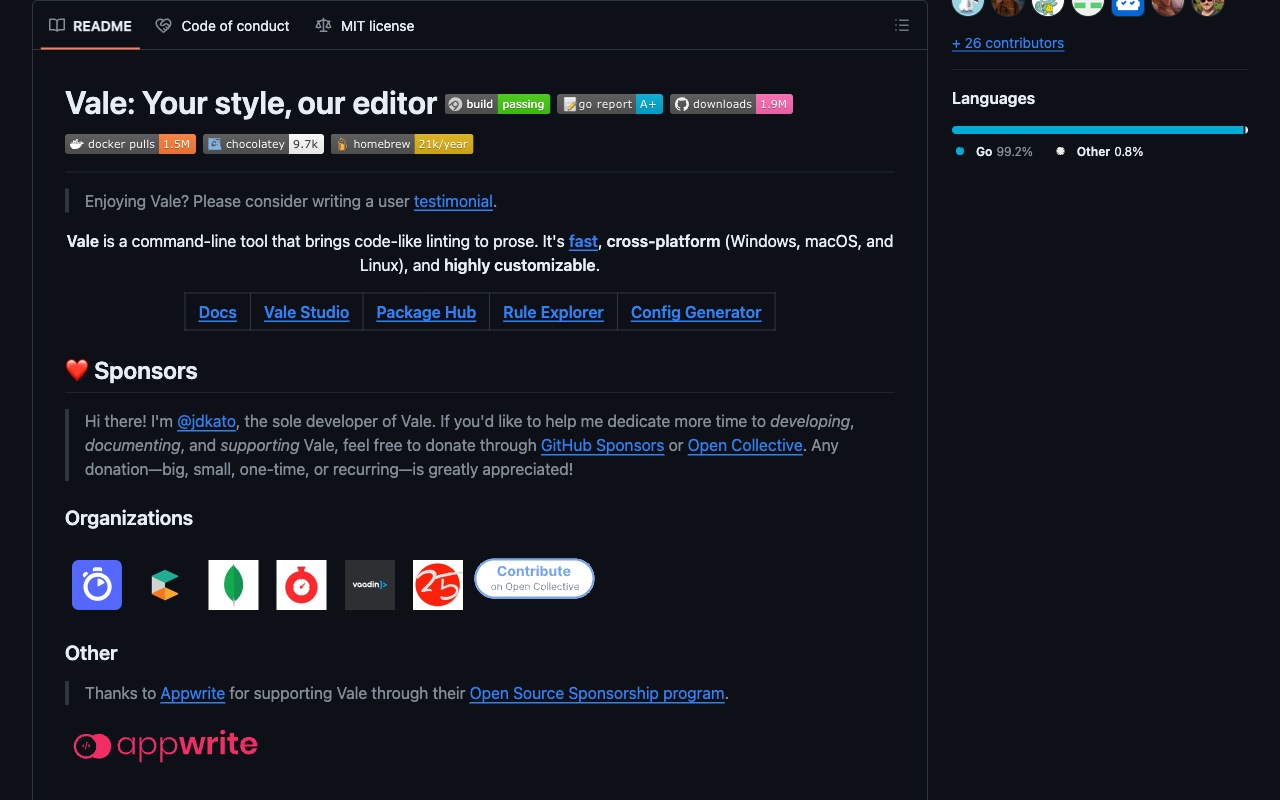 README
Code of conduct
MIT license
Vale: Your style, our editor
build passing
go report A+
downloads 1.9M
docker pulls 1.5M
chocolatey 9.7k
homebrew 21k/year
Enjoying Vale? Please consider writing a user testimonial.
Vale is a command-line tool that brings code-like linting to prose. It's fast, cross-platform (Windows, macOS, and
Linux), and highly customizable.
Docs
Vale Studio
Package Hub
Rule Explorer
Config Generator
❤️ Sponsors
Hi there! I'm @jdkato, the sole developer of Vale. If you'd like to help me dedicate more time to developing,
documenting, and supporting Vale, feel free to donate through GitHub Sponsors or Open Collective. Any
donation—big, small, one-time, or recurring—is greatly appreciated!
Organizations
vaadin}>
25
Contribute
on Open Collective
Other
Thanks to Appwrite for supporting Vale through their Open Source Sponsorship program.
appwrite
+ 26 contributors
Languages
Go 99.2%
Other 0.8%